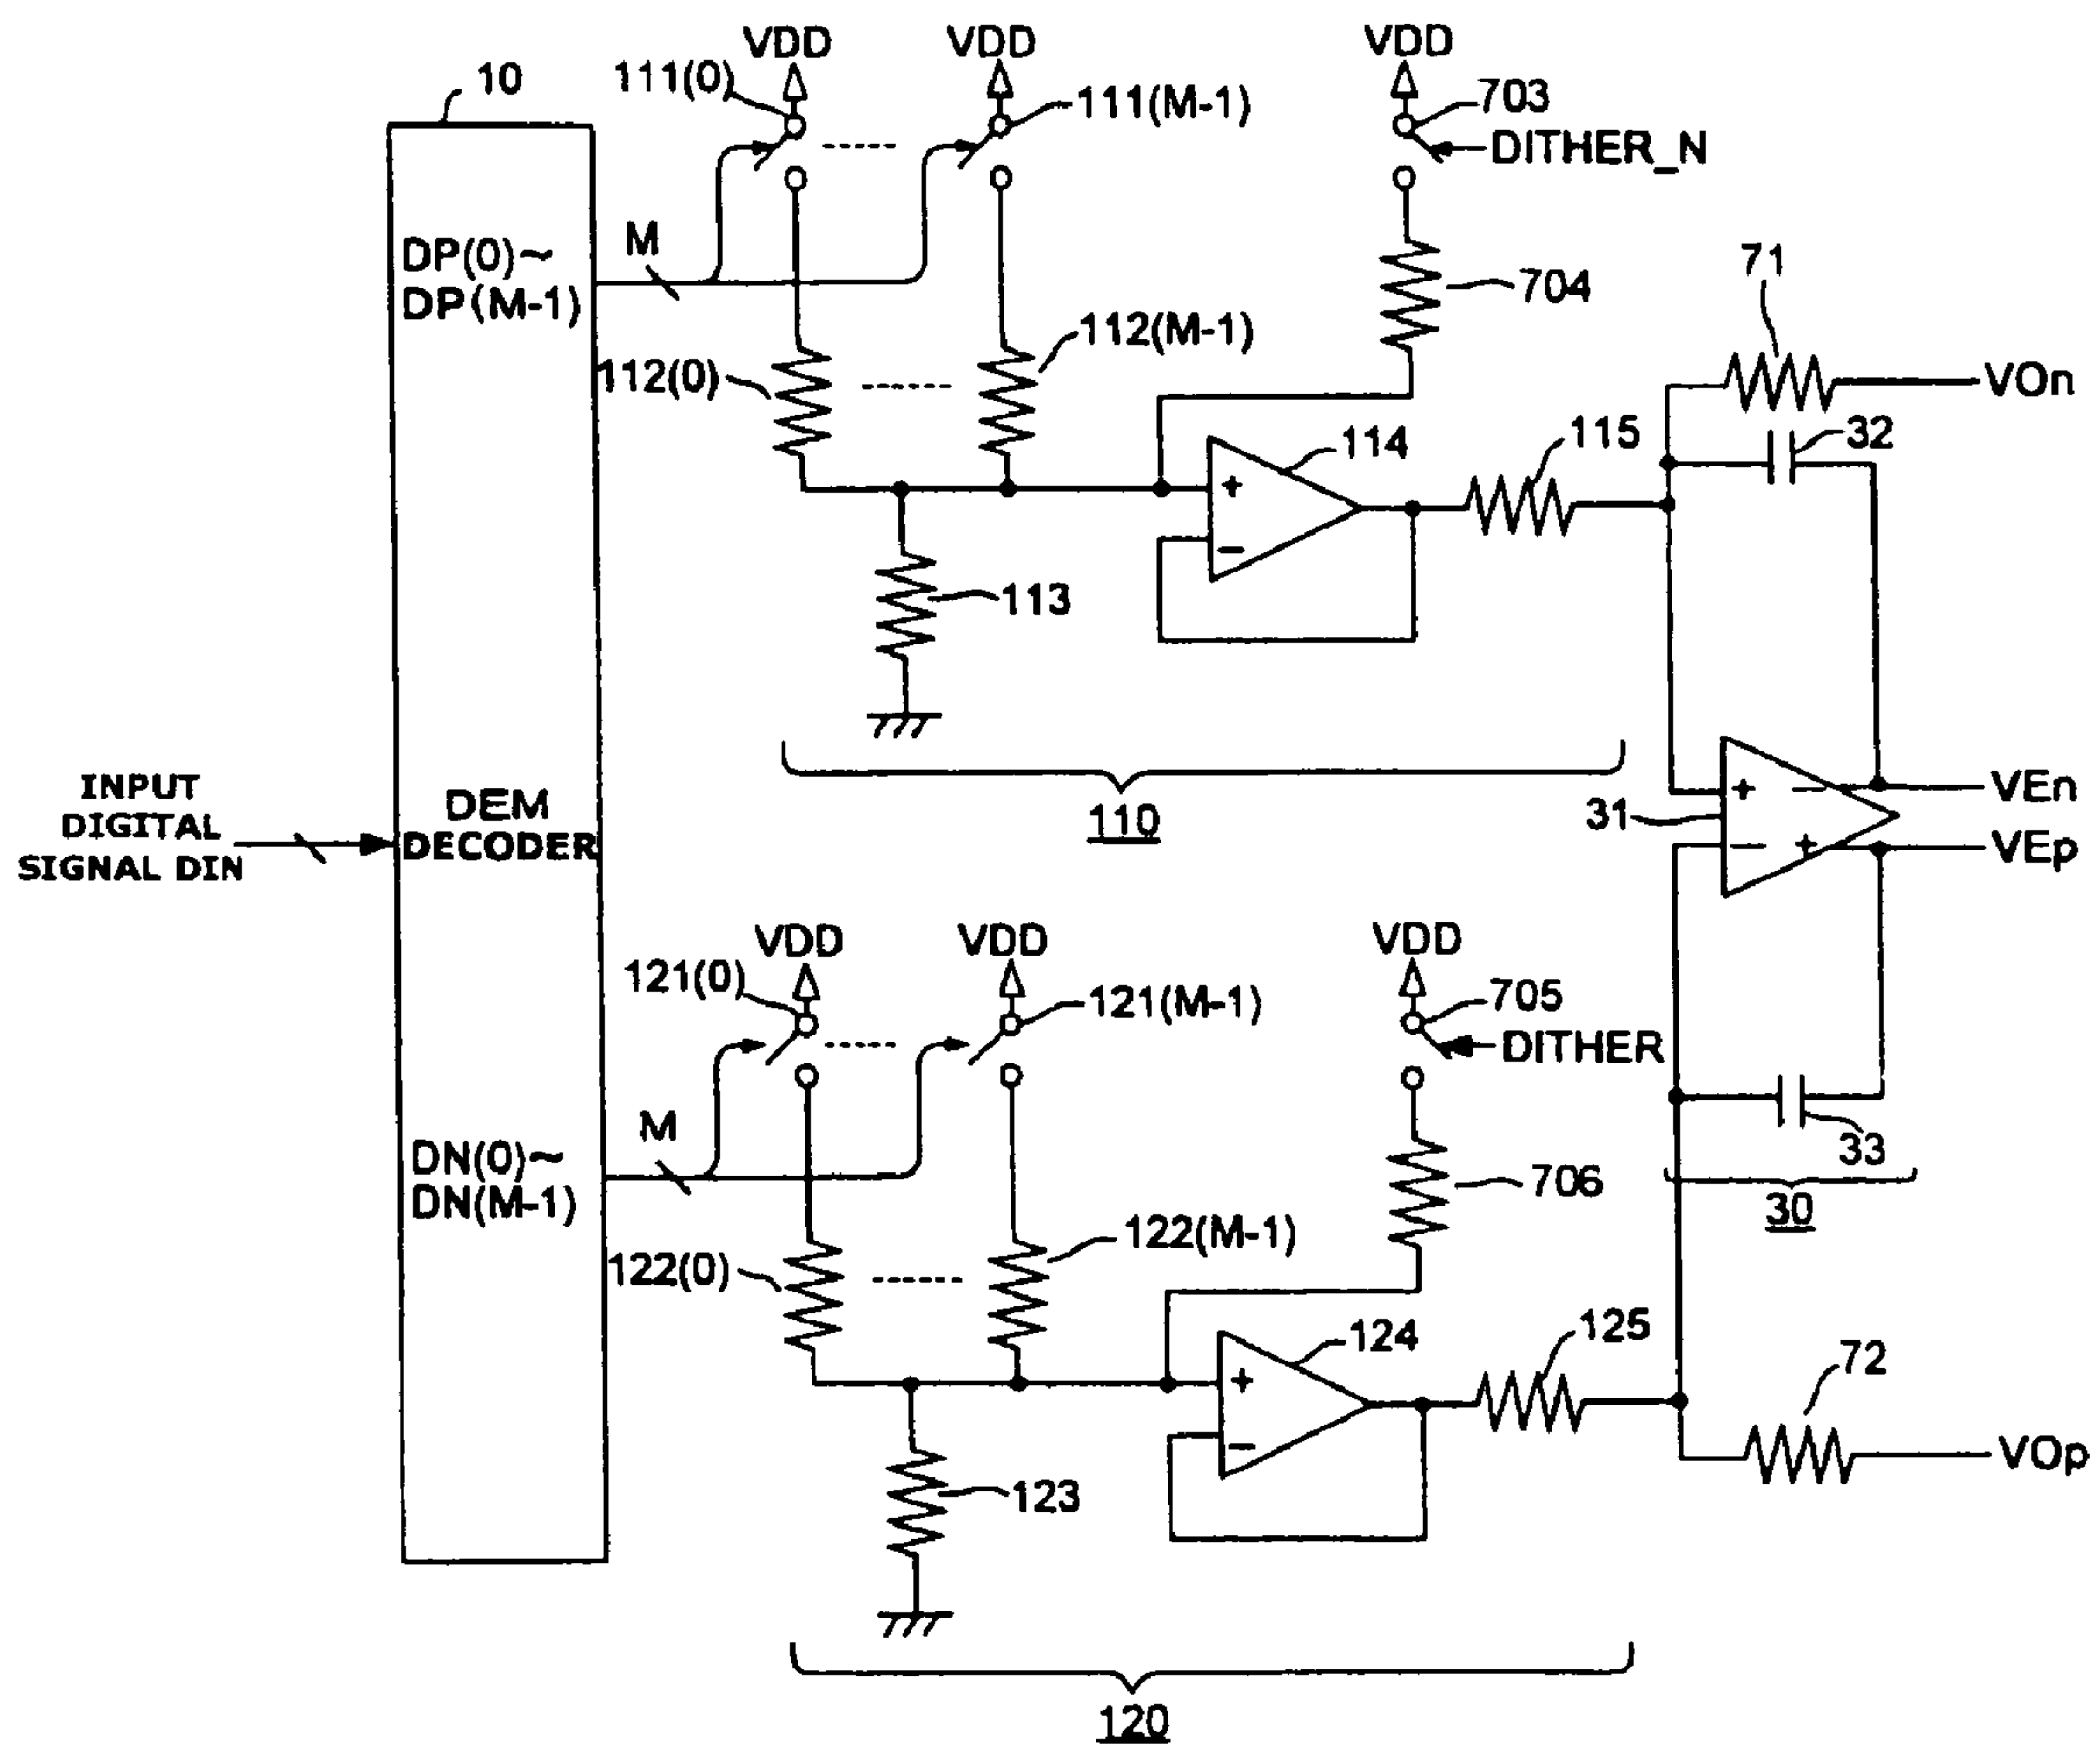 VDD
VDD
VDD
10
111(0)
111(M-1)
703
DITHER_N
DP(0)~
DP(M-1)
M
704
71
112(0)
112(M-1)
VOn
32
114
115
+
−
113
110
INPUT
DIGITAL
SIGNAL DIN
DEM
DECODER
31
+
−
VEn
−
+
VEp
VDD
VDD
VDD
121(0)
121(M-1)
705
DITHER
DN(0)~
DN(M-1)
M
33
706
30
122(0)
122(M-1)
124
125
72
+
−
VOp
123
120